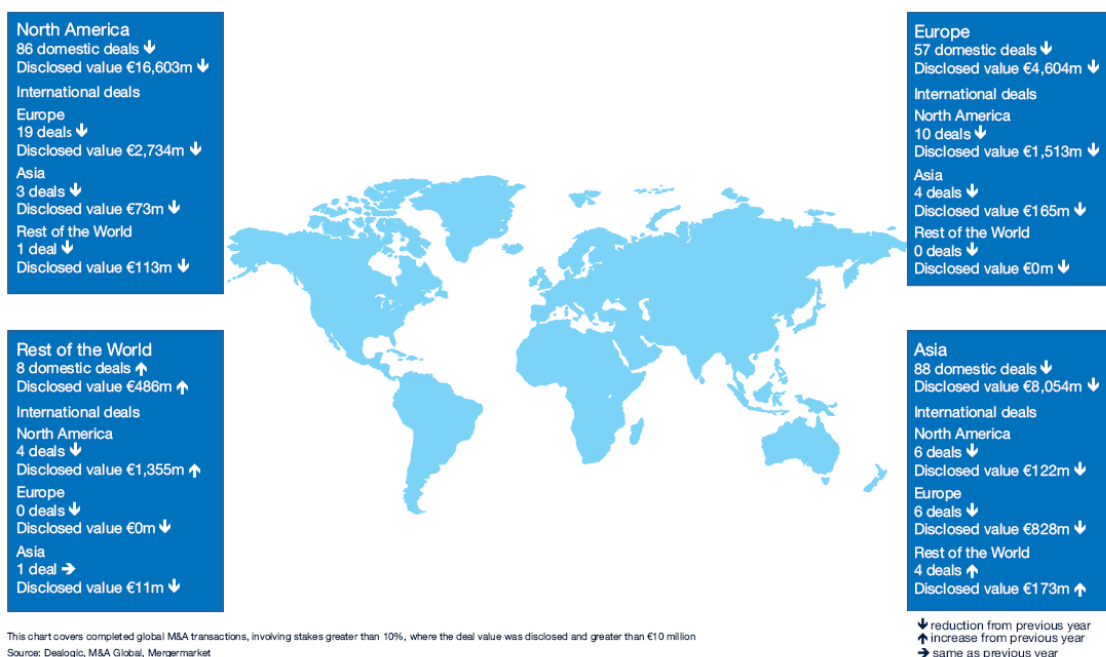 North America
86 domestic deals ↓
Disclosed value €16,603m ↓
International deals
Europe
19 deals ↓
Disclosed value €2,734m ↓
Asia
3 deals ↓
Disclosed value €73m ↓
Rest of the World
1 deal ↓
Disclosed value €113m ↓
Europe
57 domestic deals ↓
Disclosed value €4,604m ↓
International deals
North America
10 deals ↓
Disclosed value €1,513m ↓
Asia
4 deals ↓
Disclosed value €165m ↓
Rest of the World
0 deals ↓
Disclosed value €0m ↓
Rest of the World
8 domestic deals ↑
Disclosed value €486m ↑
International deals
North America
4 deals ↓
Disclosed value €1,355m ↑
Europe
0 deals ↓
Disclosed value €0m ↓
Asia
1 deal →
Disclosed value €11m ↓
Asia
88 domestic deals ↓
Disclosed value €8,054m ↓
International deals
North America
6 deals ↓
Disclosed value €122m ↓
Europe
6 deals ↓
Disclosed value €828m ↓
Rest of the World
4 deals ↑
Disclosed value €173m ↑
This chart covers completed global M&A transactions, involving stakes greater than 10%, where the deal value was disclosed and greater than €10 million
Source: Dealogic, M&A Global, Mergermarket
↓ reduction from previous year
↑ increase from previous year
→ same as previous year